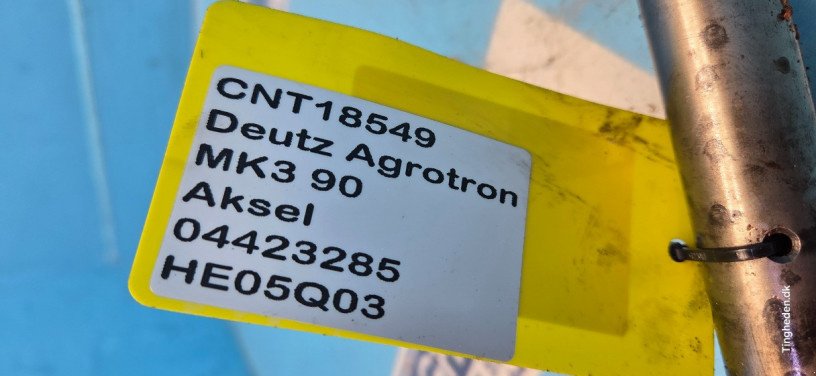 CNT18549
Deutz Agrotron
MK3 90
Aksel
04423285
HE05Q03
Tingheden.dk